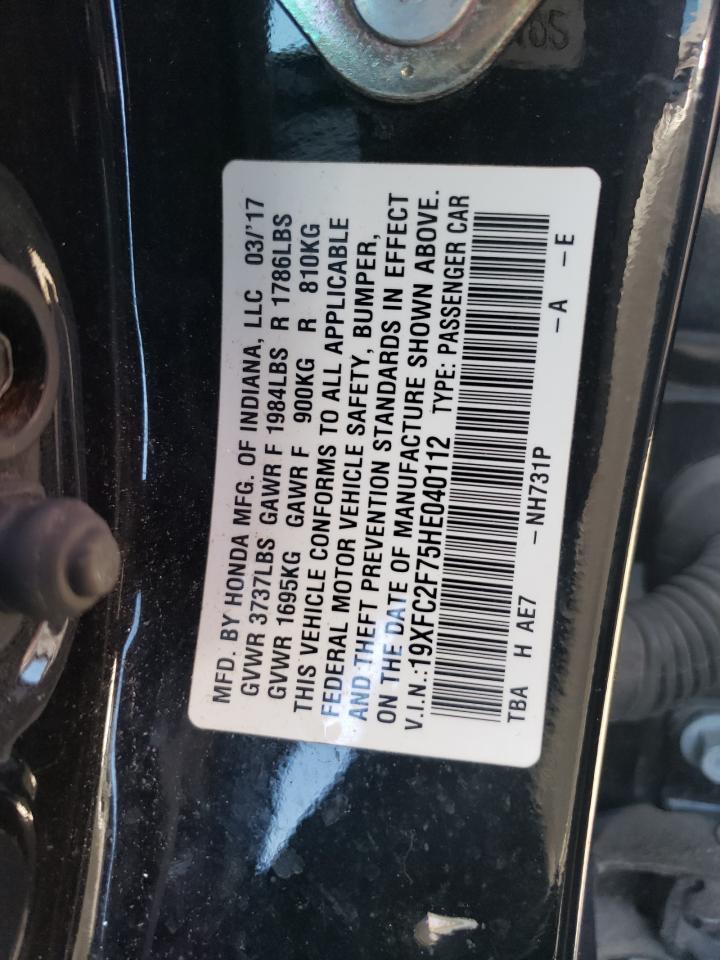 MFD. BY HONDA MFG. OF INDIANA, LLC 03/'17
GVWR 3737LBS GAWR F 1984LBS R 1786LBS
GVWR 1695KG GAWR F 900KG R 810KG
THIS VEHICLE CONFORMS TO ALL APPLICABLE
FEDERAL MOTOR VEHICLE SAFETY, BUMPER,
AND THEFT PREVENTION STANDARDS IN EFFECT
ON THE DATE OF MANUFACTURE SHOWN ABOVE.
V.I.N.:19XFC2F75HE040112 TYPE: PASSENGER CAR
TBA H AE7 -NH731P -A -E